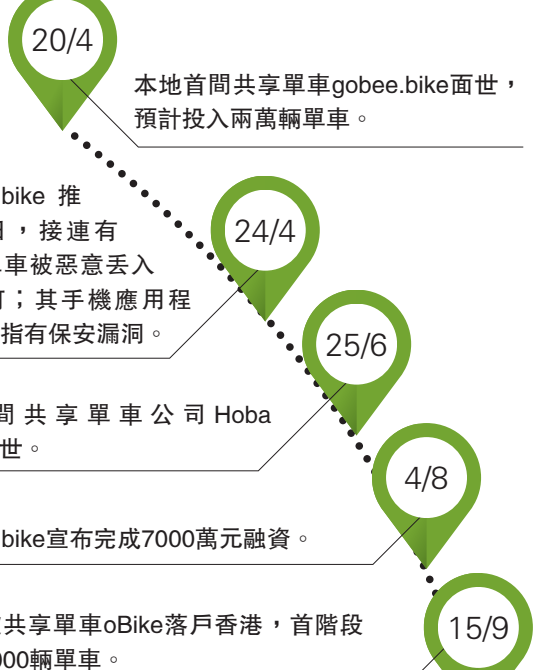 20/4
本地首間共享單車gobee.bike面世，
預計投入兩萬輛單車。
24/4
bike 推
，接連有
車被惡意丟入
；其手機應用程
指有保安漏洞。
25/6
間共享單車公司Hoba
世。
4/8
bike宣布完成7000萬元融資。
15/9
共享單車oBike落戶香港，首階段
000輛單車。